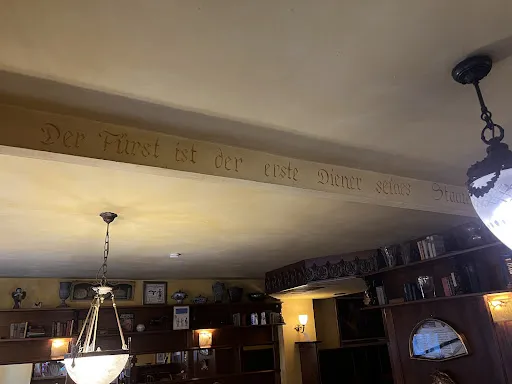 Der Fürst ist der erste Diener seines